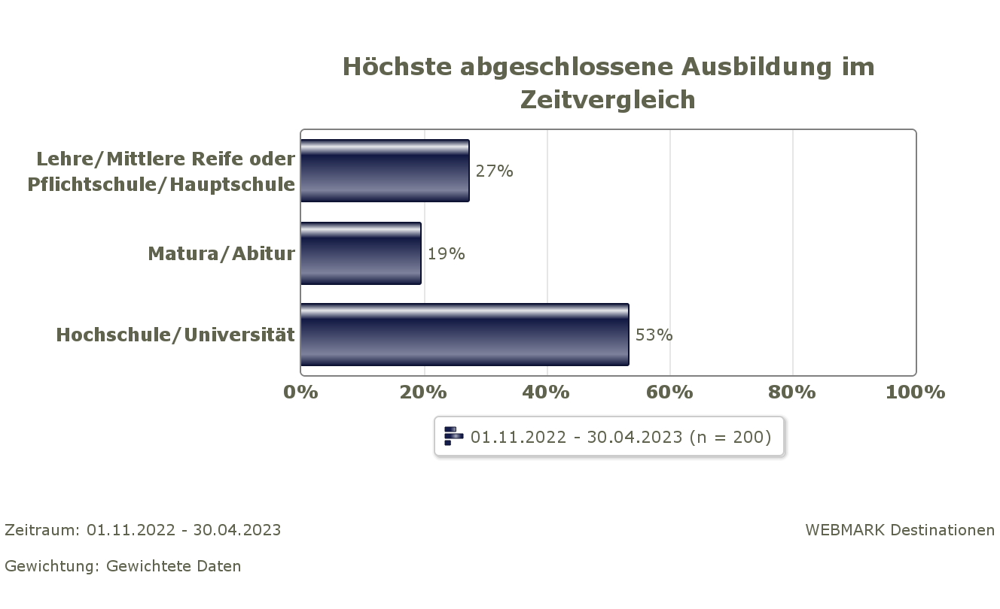 Höchste abgeschlossene Ausbildung im
Zeitvergleich
Lehre/Mittlere Reife oder
Pflichtschule/Hauptschule
27%
Matura/Abitur
19%
Hochschule/Universität
53%
0% 20% 40% 60% 80% 100%
01.11.2022 - 30.04.2023 (n = 200)
Zeitraum: 01.11.2022 - 30.04.2023
WEBMARK Destinationen
Gewichtung: Gewichtete Daten